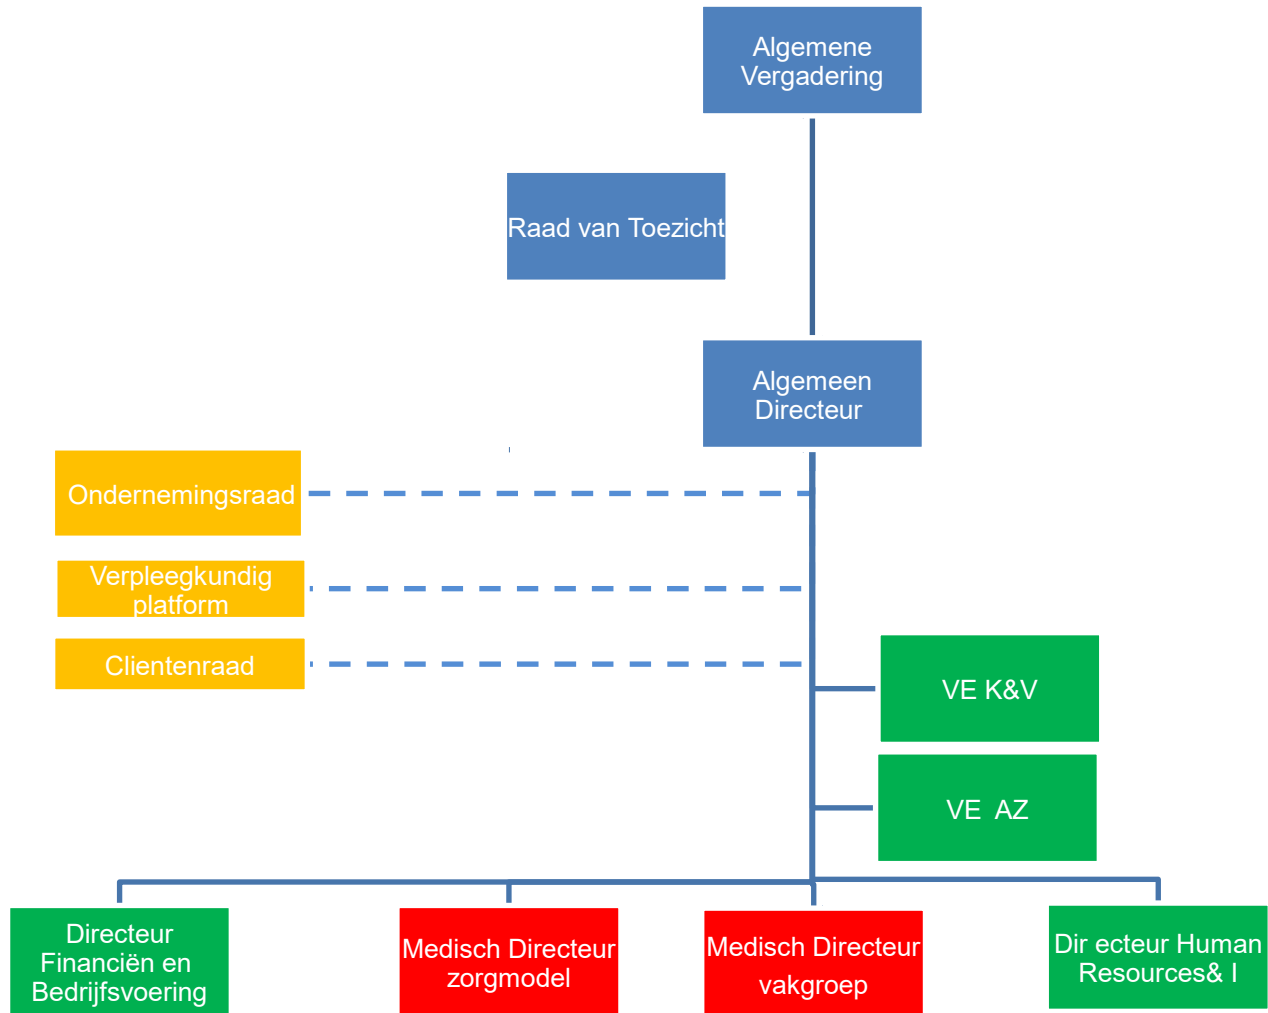 Algemene
Vergadering
Raad van Toezicht
Algemeen
Directeur
Ondernemingsraad
Verpleegkundig
platform
Clientenraad
VE K&V
VE AZ
Directeur
Financiën en
Bedrijfsvoering
Medisch Directeur
zorgmodel
Medisch Directeur
vakgroep
Dir ecteur Human
Resources& I